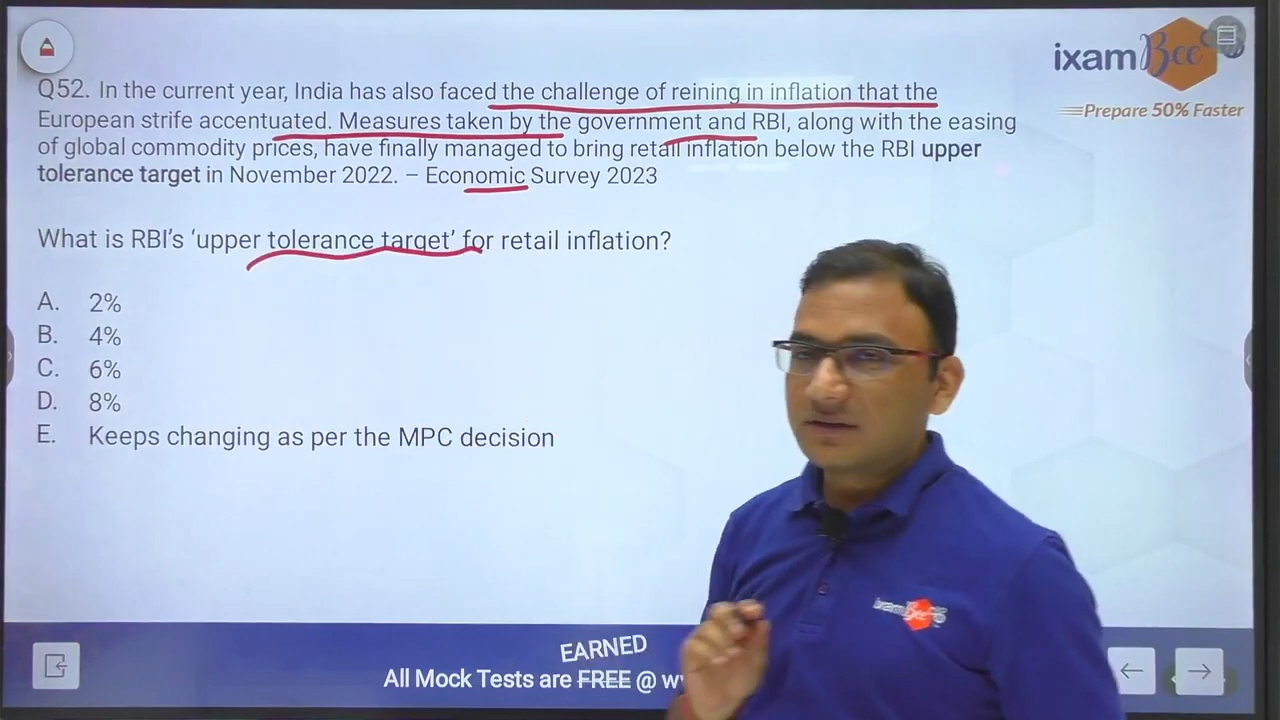 ixamBee
Prepare 50% Faster
Q52. In the current year, India has also faced the challenge of reining in inflation that the
European strife accentuated. Measures taken by the government and RBI, along with the easing
of global commodity prices, have finally managed to bring retail inflation below the RBI upper
tolerance target in November 2022. – Economic Survey 2023
What is RBI's 'upper tolerance target' for retail inflation?
A. 2%
B. 4%
C. 6%
D. 8%
E. Keeps changing as per the MPC decision
ixamBee
EARNED
All Mock Tests are FREE @